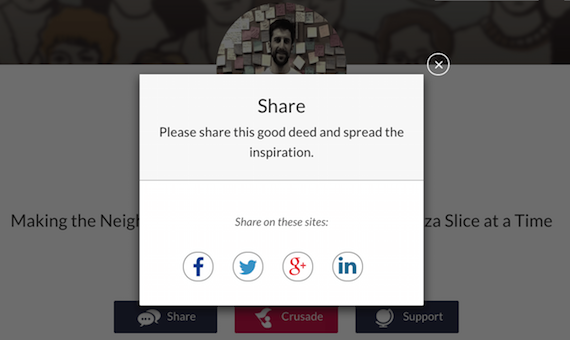 Share
Please share this good deed and spread the
inspiration.
Making the Neigh
Share on these sites:
za Slice at a Time
f
g+
in
Share
Crusade
Support